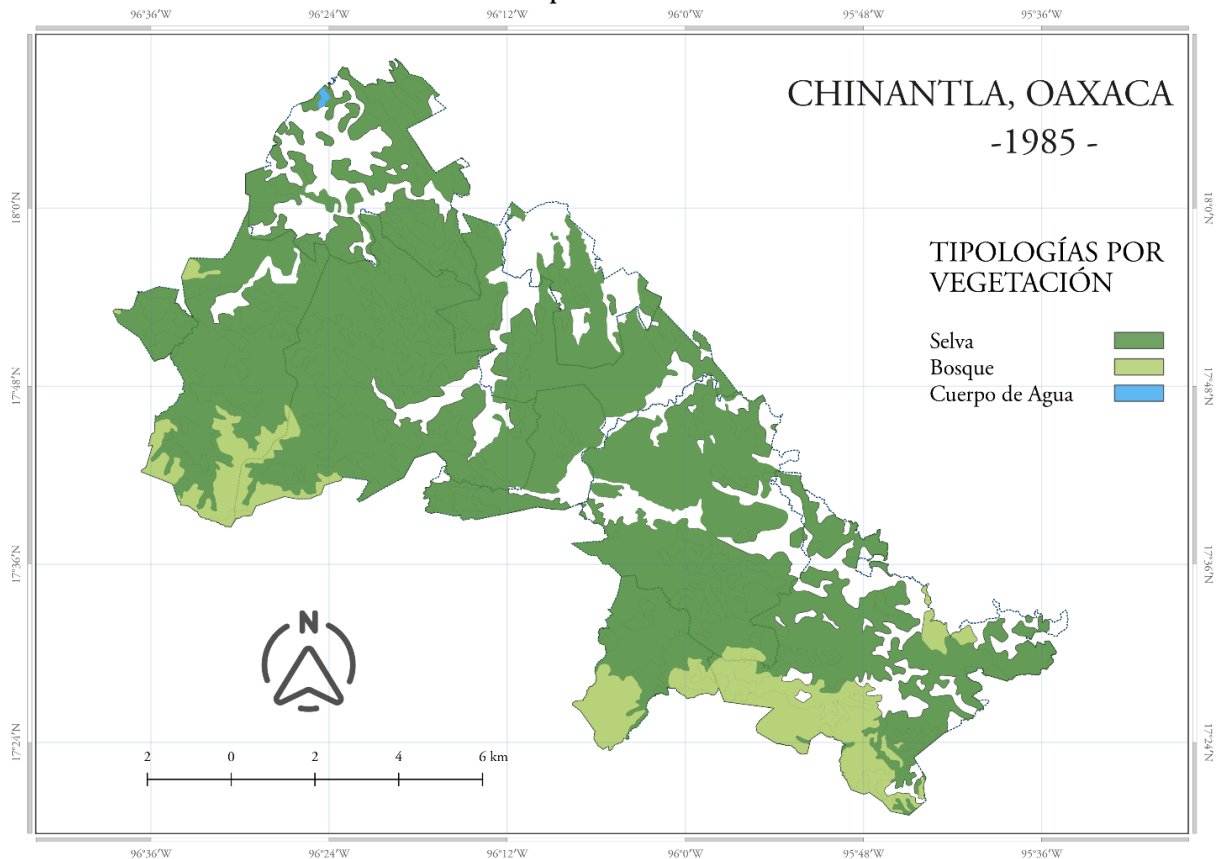 96°36'W 96°24'W 96°12'W 96°0'W 95°48'W 95°36'W
CHINANTLA, OAXACA
-1985 -
18°0'N 18°0'N
TIPOLOGÍAS POR
VEGETACIÓN
Selva
Bosque
Cuerpo de Agua
17°48'N 17°48'N
17°36'N 17°36'N
N
17°24'N 17°24'N
2 0 2 4 6 km
96°36'W 96°24'W 96°12'W 96°0'W 95°48'W 95°36'W